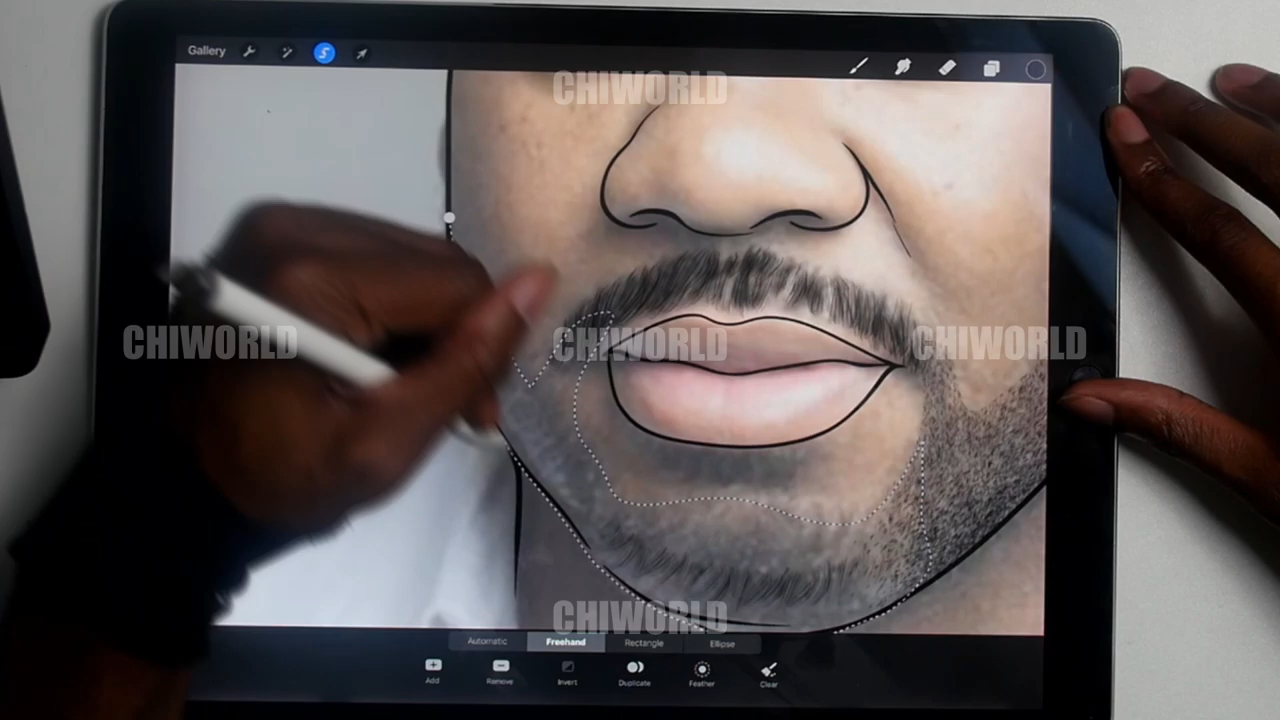 Gallery
CHIWORLD
CHIWORLD CHIWORLD CHIWORLD
CHIWORLD
Automatic Freehand Rectangle Ellipse
Add Remove Invert Duplicate Feather Clear